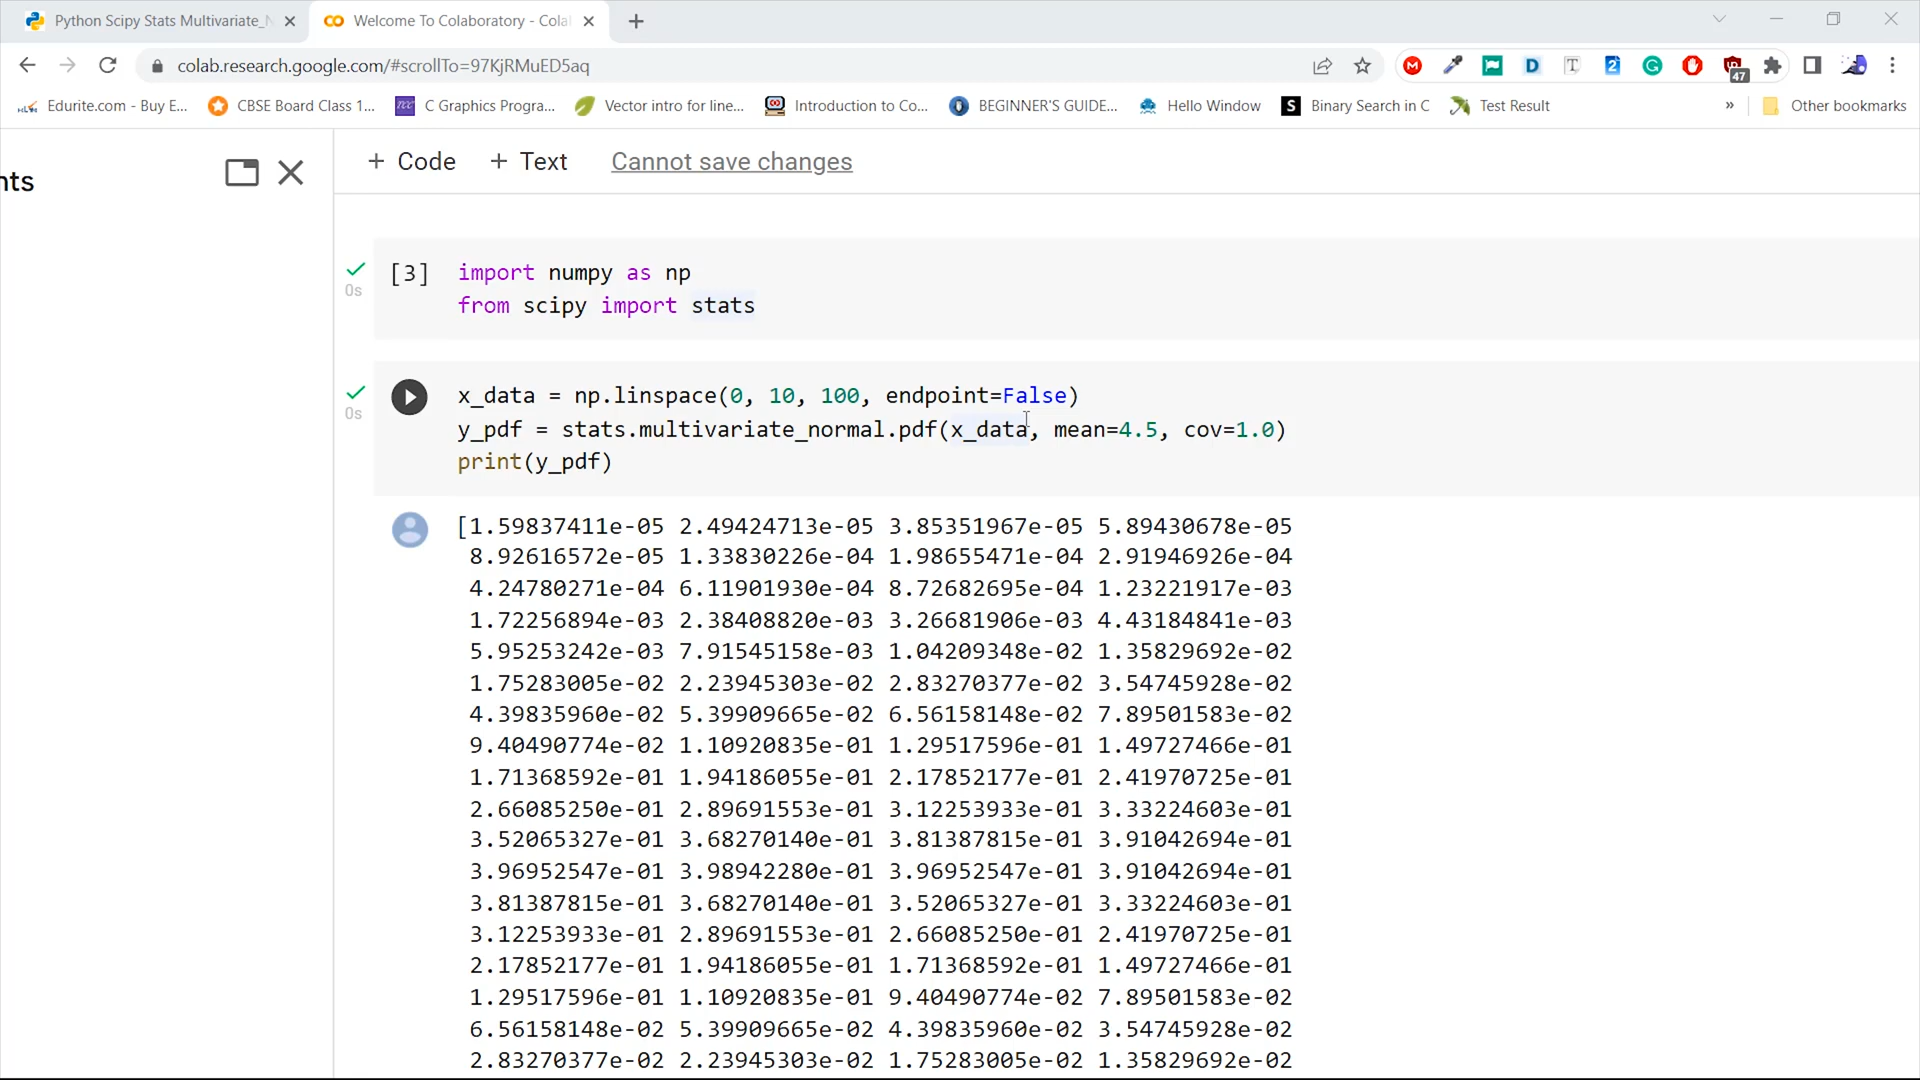 Python Scipy Stats Multivariate_N
Welcome To Colaboratory - Cola
colab.research.google.com/#scrollTo=97KjRMuED5aq
47
Edurite.com - Buy E...
CBSE Board Class 1...
C Graphics Progra...
Vector intro for line...
Introduction to Co...
BEGINNER'S GUIDE...
Hello Window
Binary Search in C
Test Result
» Other bookmarks
nts
+ Code + Text Cannot save changes
[3] import numpy as np
0s from scipy import stats
x_data = np.linspace(0, 10, 100, endpoint=False)
0s y_pdf = stats.multivariate_normal.pdf(x_data, mean=4.5, cov=1.0)
print(y_pdf)
[1.59837411e-05 2.49424713e-05 3.85351967e-05 5.89430678e-05
8.92616572e-05 1.33830226e-04 1.98655471e-04 2.91946926e-04
4.24780271e-04 6.11901930e-04 8.72682695e-04 1.23221917e-03
1.72256894e-03 2.38408820e-03 3.26681906e-03 4.43184841e-03
5.95253242e-03 7.91545158e-03 1.04209348e-02 1.35829692e-02
1.75283005e-02 2.23945303e-02 2.83270377e-02 3.54745928e-02
4.39835960e-02 5.39909665e-02 6.56158148e-02 7.89501583e-02
9.40490774e-02 1.10920835e-01 1.29517596e-01 1.49727466e-01
1.71368592e-01 1.94186055e-01 2.17852177e-01 2.41970725e-01
2.66085250e-01 2.89691553e-01 3.12253933e-01 3.33224603e-01
3.52065327e-01 3.68270140e-01 3.81387815e-01 3.91042694e-01
3.96952547e-01 3.98942280e-01 3.96952547e-01 3.91042694e-01
3.81387815e-01 3.68270140e-01 3.52065327e-01 3.33224603e-01
3.12253933e-01 2.89691553e-01 2.66085250e-01 2.41970725e-01
2.17852177e-01 1.94186055e-01 1.71368592e-01 1.49727466e-01
1.29517596e-01 1.10920835e-01 9.40490774e-02 7.89501583e-02
6.56158148e-02 5.39909665e-02 4.39835960e-02 3.54745928e-02
2.83270377e-02 2.23945303e-02 1.75283005e-02 1.35829692e-02